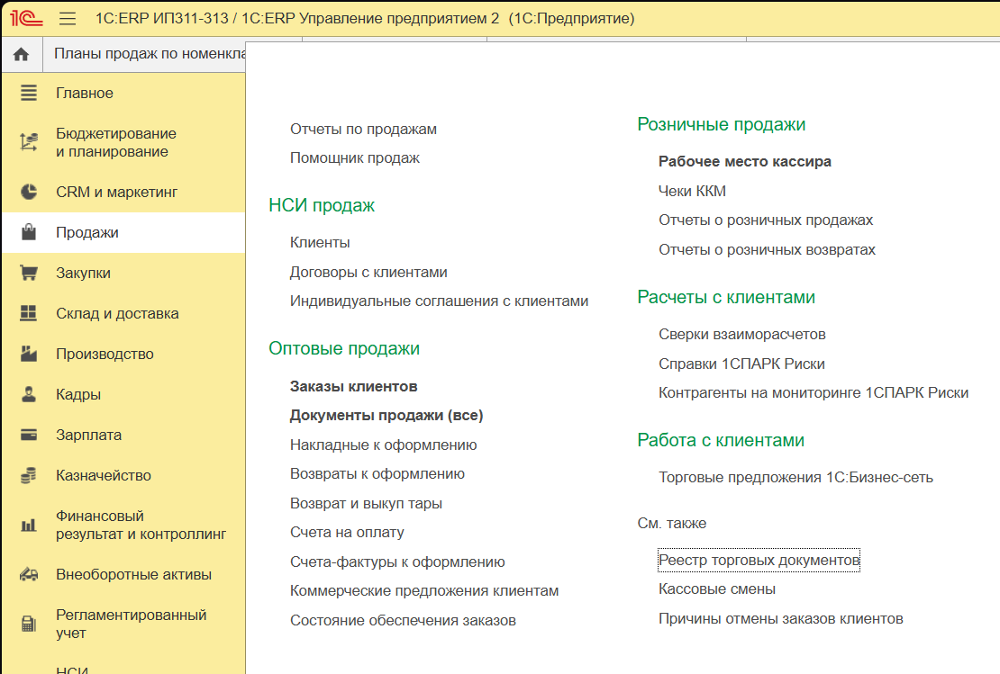 1С:ERP ИП311-313 / 1С:ERP Управление предприятием 2 (1С:Предприятие)
Планы продаж по номенкла
Главное
Бюджетирование
и планирование
CRM и маркетинг
Продажи
Закупки
Склад и доставка
Производство
Кадры
Зарплата
Казначейство
Финансовый
результат и контроллинг
Внеоборотные активы
Регламентированный
учет
НСИ
Отчеты по продажам
Помощник продаж
НСИ продаж
Клиенты
Договоры с клиентами
Индивидуальные соглашения с клиентами
Оптовые продажи
Заказы клиентов
Документы продажи (все)
Накладные к оформлению
Возвраты к оформлению
Возврат и выкуп тары
Счета на оплату
Счета-фактуры к оформлению
Коммерческие предложения клиентам
Состояние обеспечения заказов
Розничные продажи
Рабочее место кассира
Чеки ККМ
Отчеты о розничных продажах
Отчеты о розничных возвратах
Расчеты с клиентами
Сверки взаиморасчетов
Справки 1СПАРК Риски
Контрагенты на мониторинге 1СПАРК Риски
Работа с клиентами
Торговые предложения 1С:Бизнес-сеть
См. также
Реестр торговых документов
Кассовые смены
Причины отмены заказов клиентов